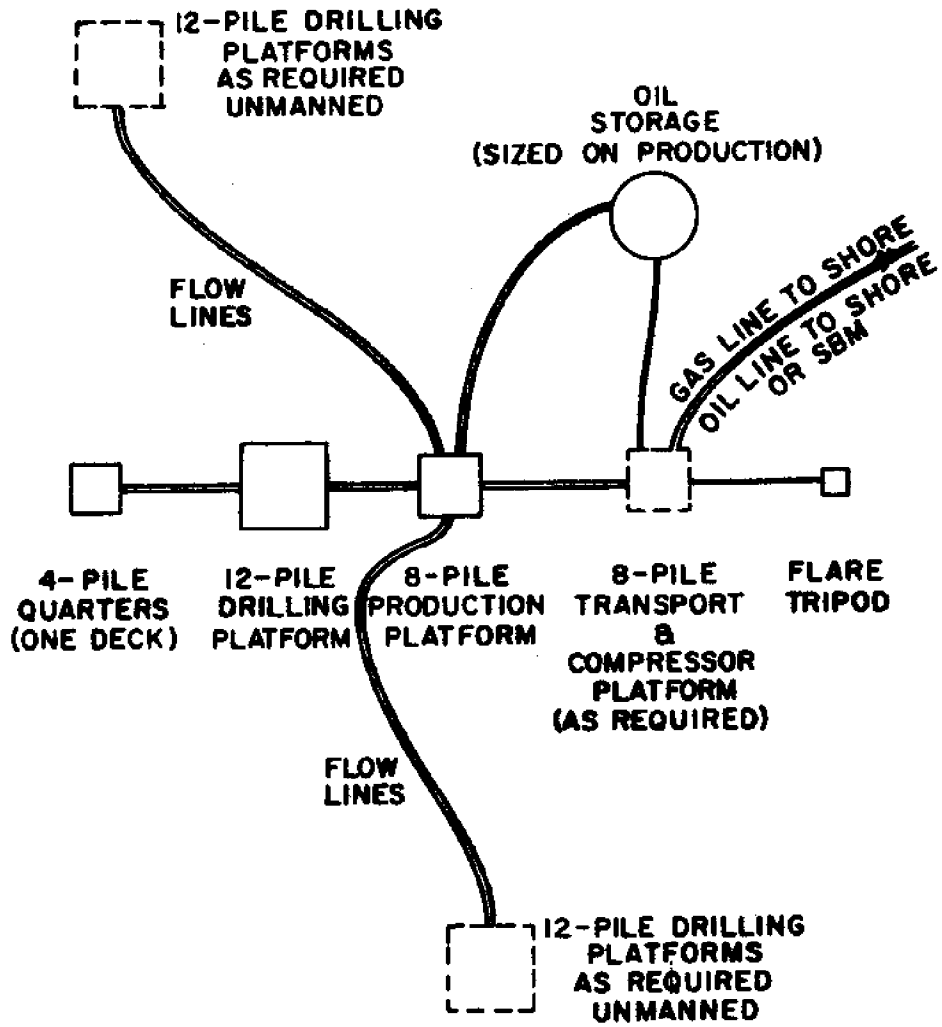 12-PILE DRILLING
PLATFORMS
AS REQUIRED
UNMANNED
OIL
STORAGE
(SIZED ON PRODUCTION)
FLOW
LINES
GAS LINE TO SHORE
OIL LINE TO SHORE
OR SBM
4-PILE
QUARTERS
(ONE DECK)
12-PILE
DRILLING
PLATFORM
8-PILE
PRODUCTION
PLATFORM
8-PILE
TRANSPORT
&
COMPRESSOR
PLATFORM
(AS REQUIRED)
FLARE
TRIPOD
FLOW
LINES
12-PILE DRILLING
PLATFORMS
AS REQUIRED
UNMANNED